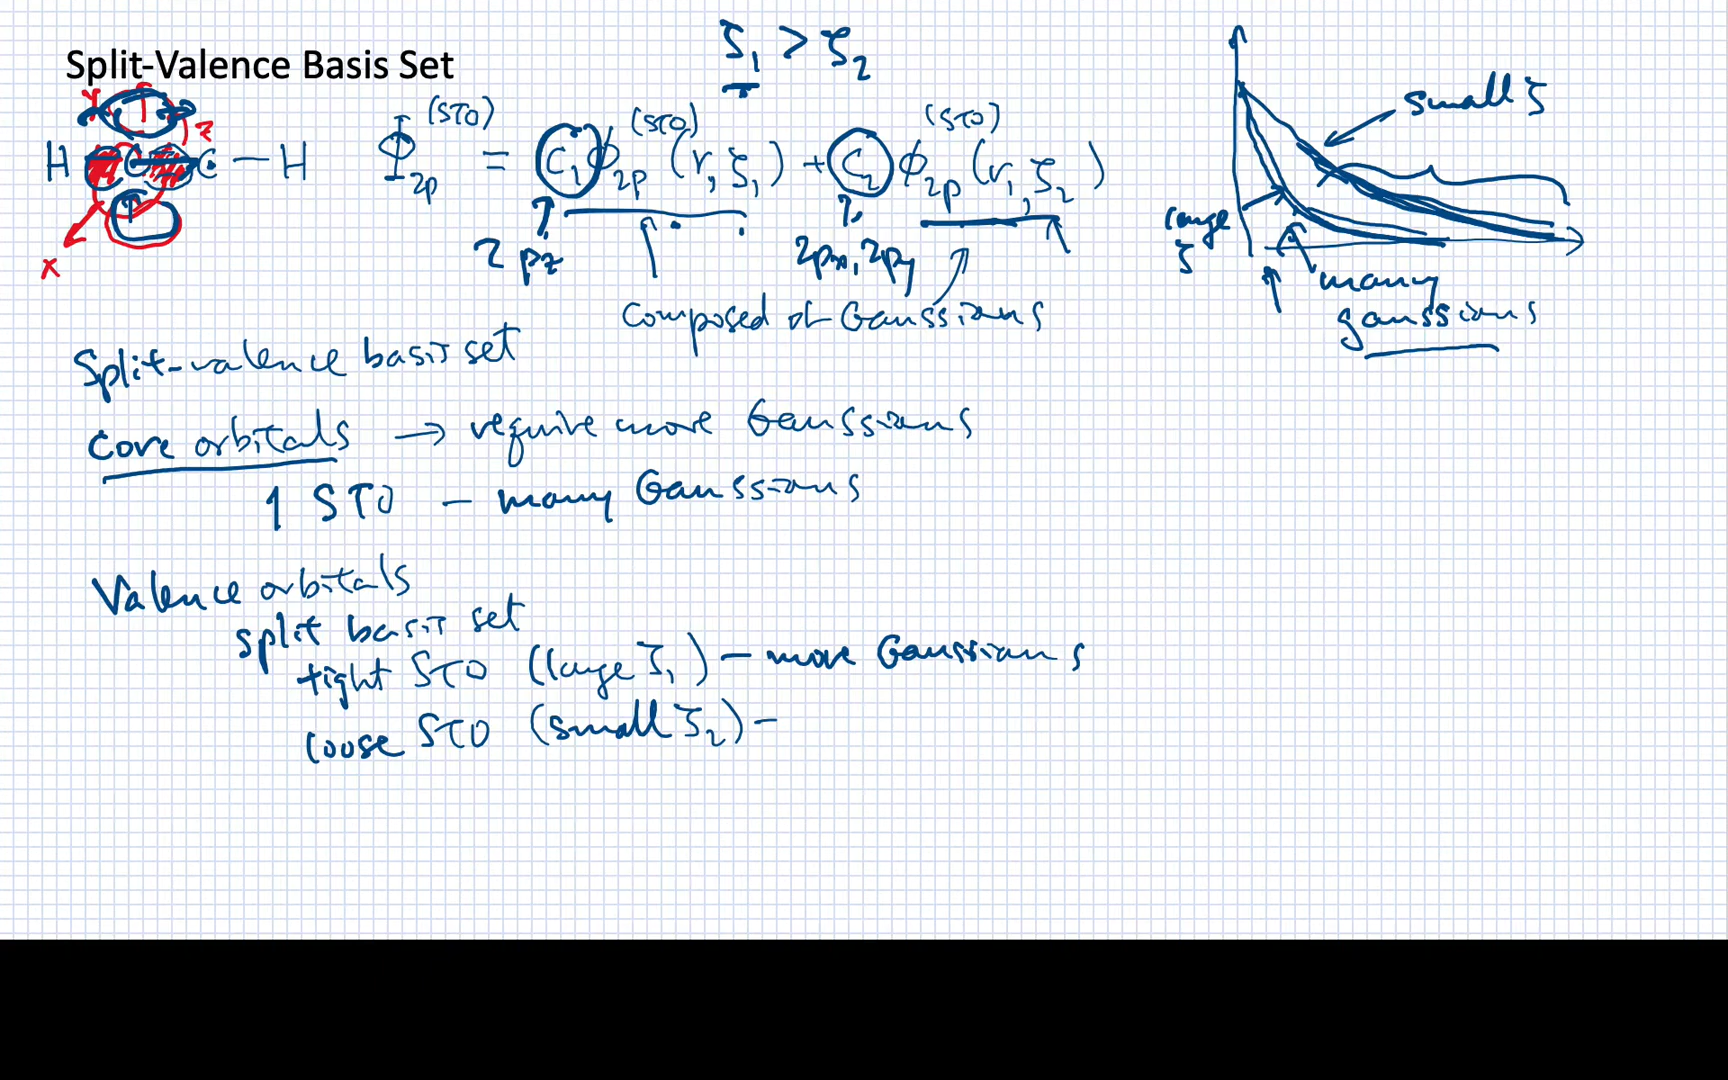 Split-Valence Basis Set
ζ₁ > ζ₂
H C C — H
y
z
x
Φ₂p (STO) = C₁ ϕ₂p (STO) (r, ζ₁) + C₂ ϕ₂p (STO) (r, ζ₂)
2pz
2px, 2py
Composed of Gaussians
small ζ
large ζ
many gaussians
Split-valence basis set
Core orbitals → require more Gaussians
1 STO – many Gaussians
Valence orbitals
split basis set
tight STO (large ζ₁) – more Gaussians
loose STO (small ζ₂) –